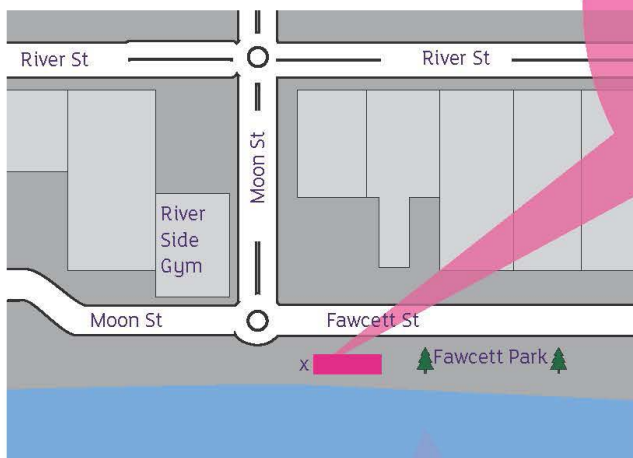 River St
River St
Moon St
River
Side
Gym
Moon St
Fawcett St
x
Fawcett Park